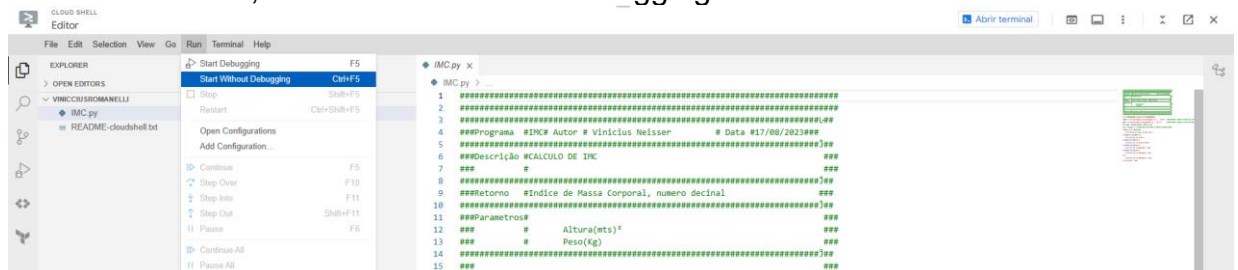 CLOUD SHELL
Editor
Abrir terminal
File Edit Selection View Go Run Terminal Help
EXPLORER
OPEN EDITORS
VINICCIUSROMANELLI
IMC.py
README-cloudshell.txt
Start Debugging F5
Start Without Debugging Ctrl+F5
Stop Shift+F5
Restart Ctrl+Shift+F5
Open Configurations
Add Configuration...
Continue F5
Step Over F10
Step Into F11
Step Out Shift+F11
Pause F6
Continue All
Pause All
IMC.py ×
IMC.py > ...
1 ##################################################################################
2 ##################################################################################
3 ###############################################################################L##
4 ###Programa #IMC# Autor # Vinicius Neisser # Data #17/08/2023###
5 ##############################################################################]##
6 ###Descrição #CALCULO DE IMC ###
7 ### # ###
8 ##############################################################################]##
9 ###Retorno #Indice de Massa Corporal, numero decinal ###
10 ##############################################################################]##
11 ###Parametros# ###
12 ### # Altura(mts)² ###
13 ### # Peso(Kg) ###
14 ##############################################################################]##
15 ### ###